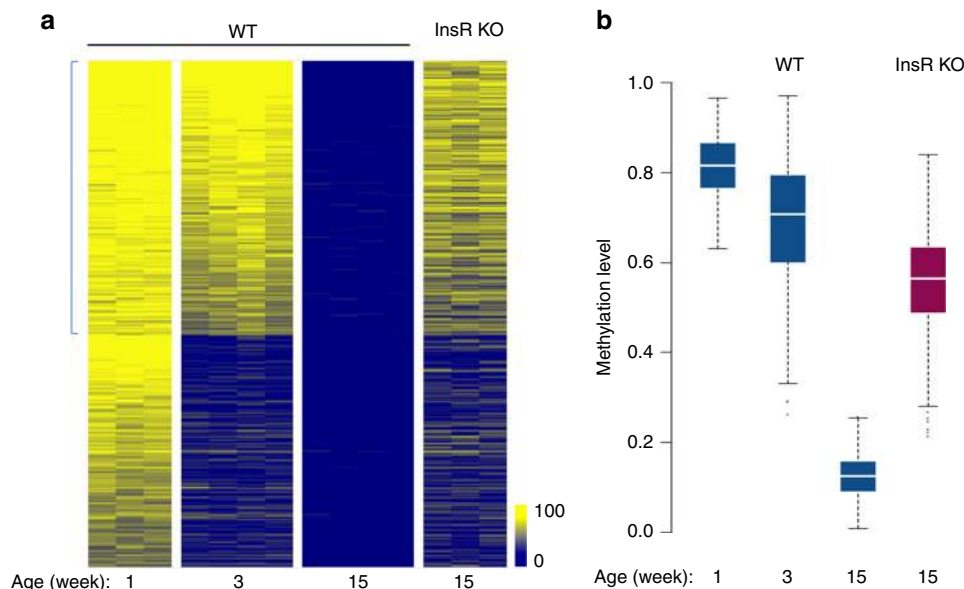 a
WT
InsR KO
100
0
Age (week): 1 3 15 15
b
WT
InsR KO
Methylation level
1.0
0.8
0.6
0.4
0.2
0.0
Age (week): 1 3 15 15